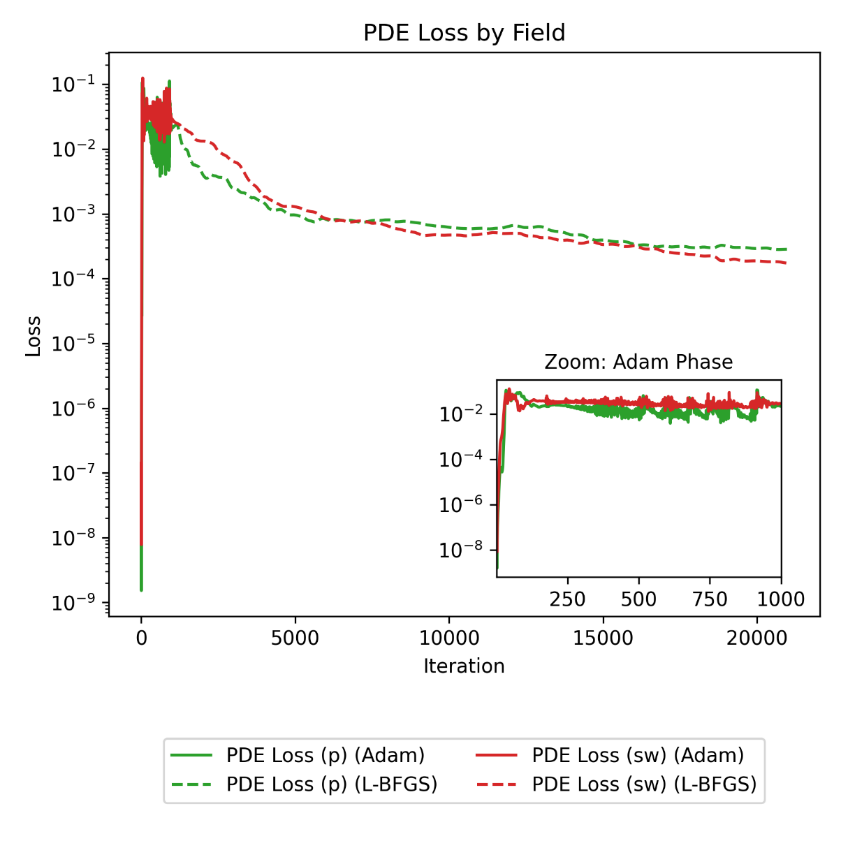 PDE Loss by Field
Loss
10⁻¹
10⁻²
10⁻³
10⁻⁴
10⁻⁵
10⁻⁶
10⁻⁷
10⁻⁸
10⁻⁹
Zoom: Adam Phase
10⁻²
10⁻⁴
10⁻⁶
10⁻⁸
250 500 750 1000
0 5000 10000 15000 20000
Iteration
PDE Loss (p) (Adam) PDE Loss (sw) (Adam)
PDE Loss (p) (L-BFGS) PDE Loss (sw) (L-BFGS)